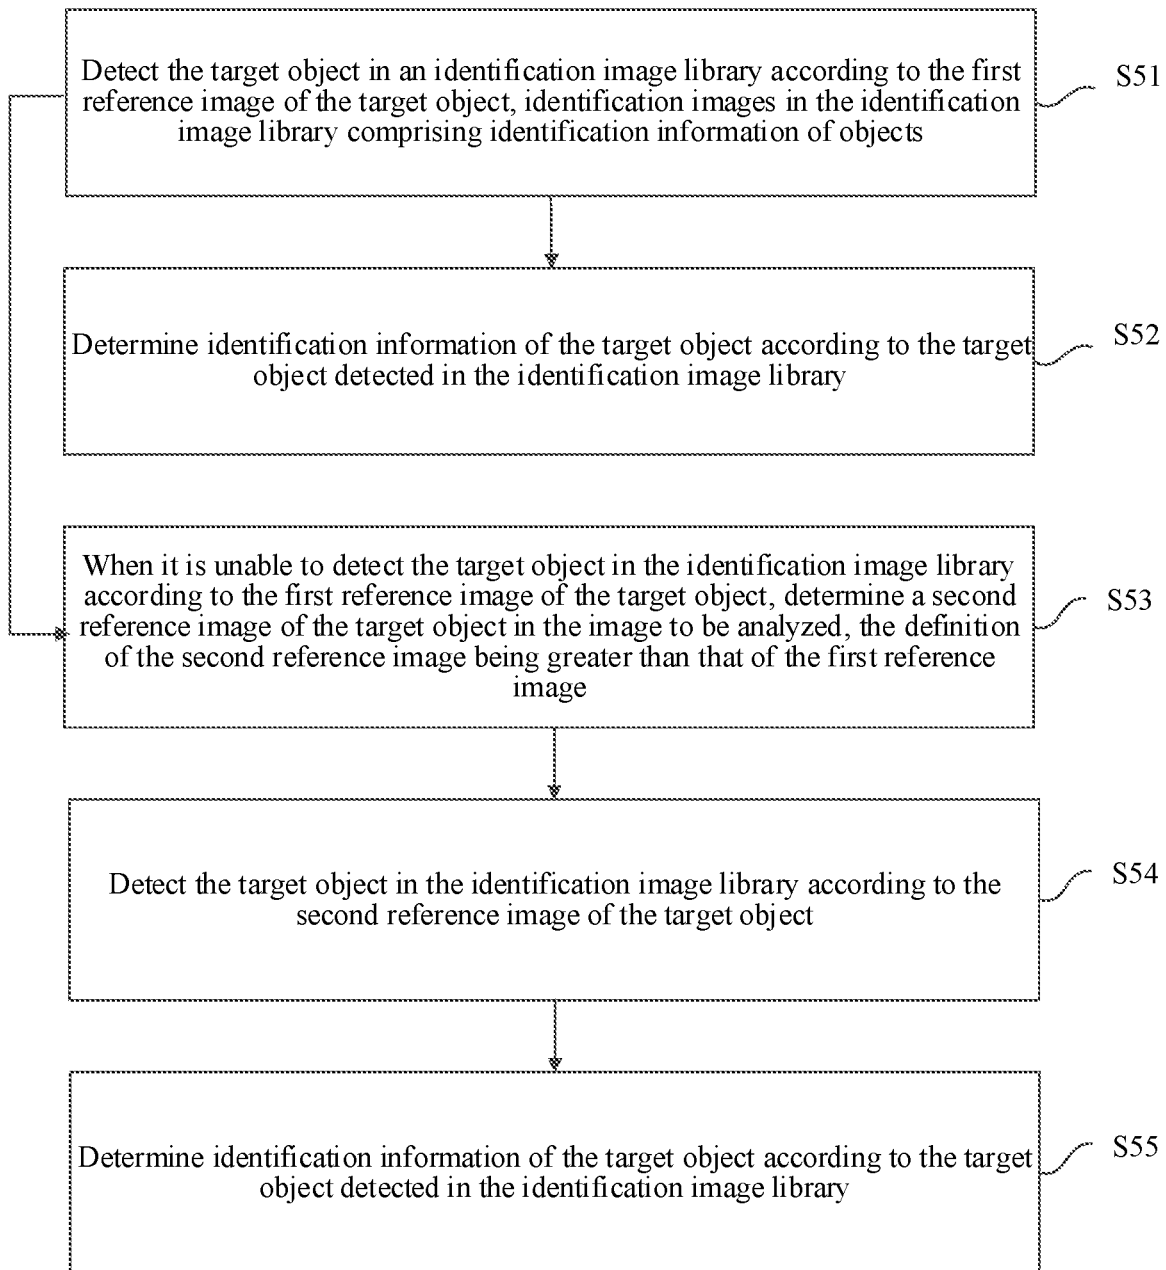 Detect the target object in an identification image library according to the first
reference image of the target object, identification images in the identification
image library comprising identification information of objects
S51
Determine identification information of the target object according to the target
object detected in the identification image library
S52
When it is unable to detect the target object in the identification image library
according to the first reference image of the target object, determine a second
reference image of the target object in the image to be analyzed, the definition
of the second reference image being greater than that of the first reference
image
S53
Detect the target object in the identification image library according to the
second reference image of the target object
S54
Determine identification information of the target object according to the target
object detected in the identification image library
S55